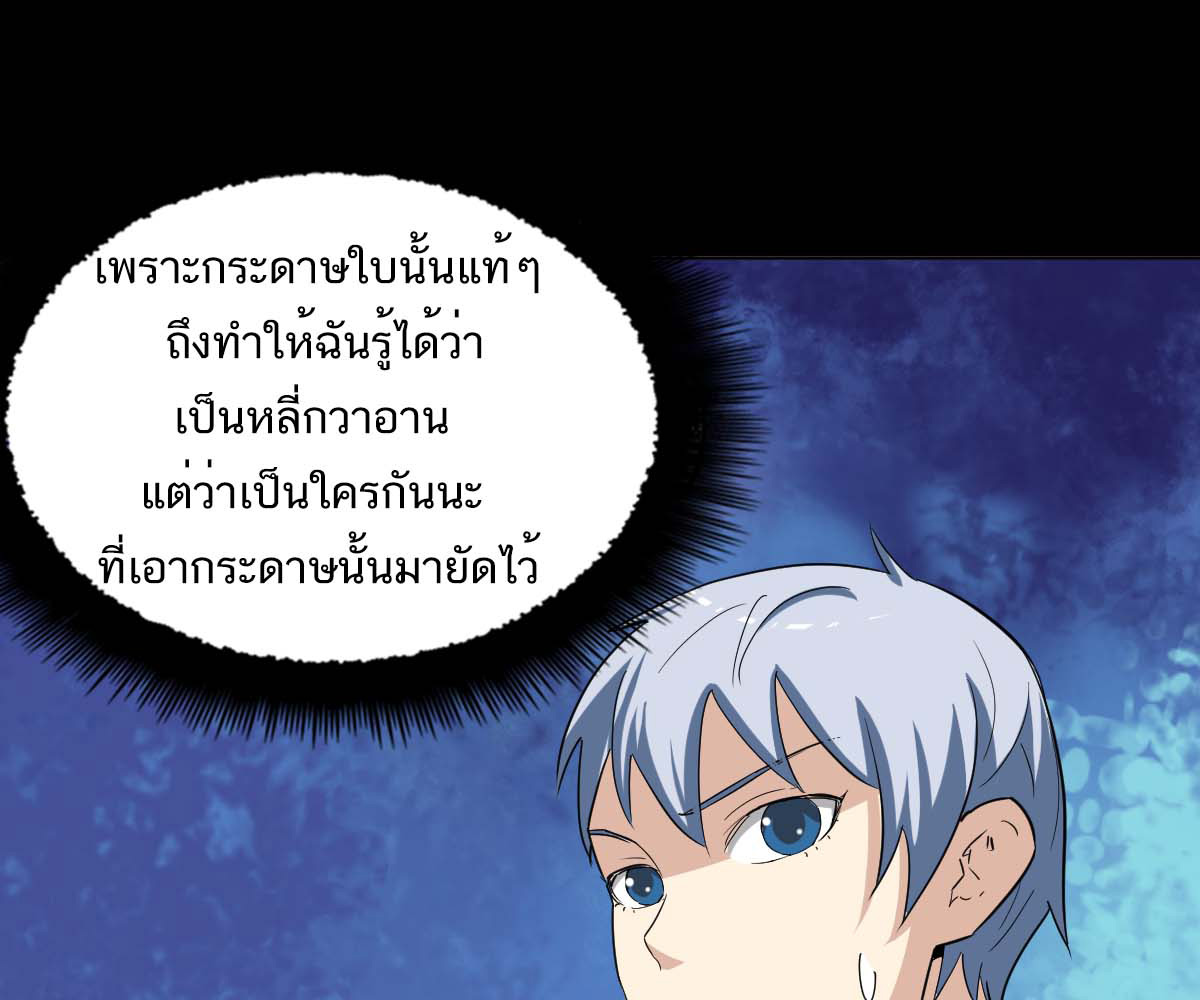 เพราะกระดาษใบนั้นแท้ๆ
ถึงทำให้ฉันรู้ได้ว่า
เป็นหลี่กวาอาน
แต่ว่าเป็นใครกันนะ
ที่เอากระดาษนั้นมายัดไว้